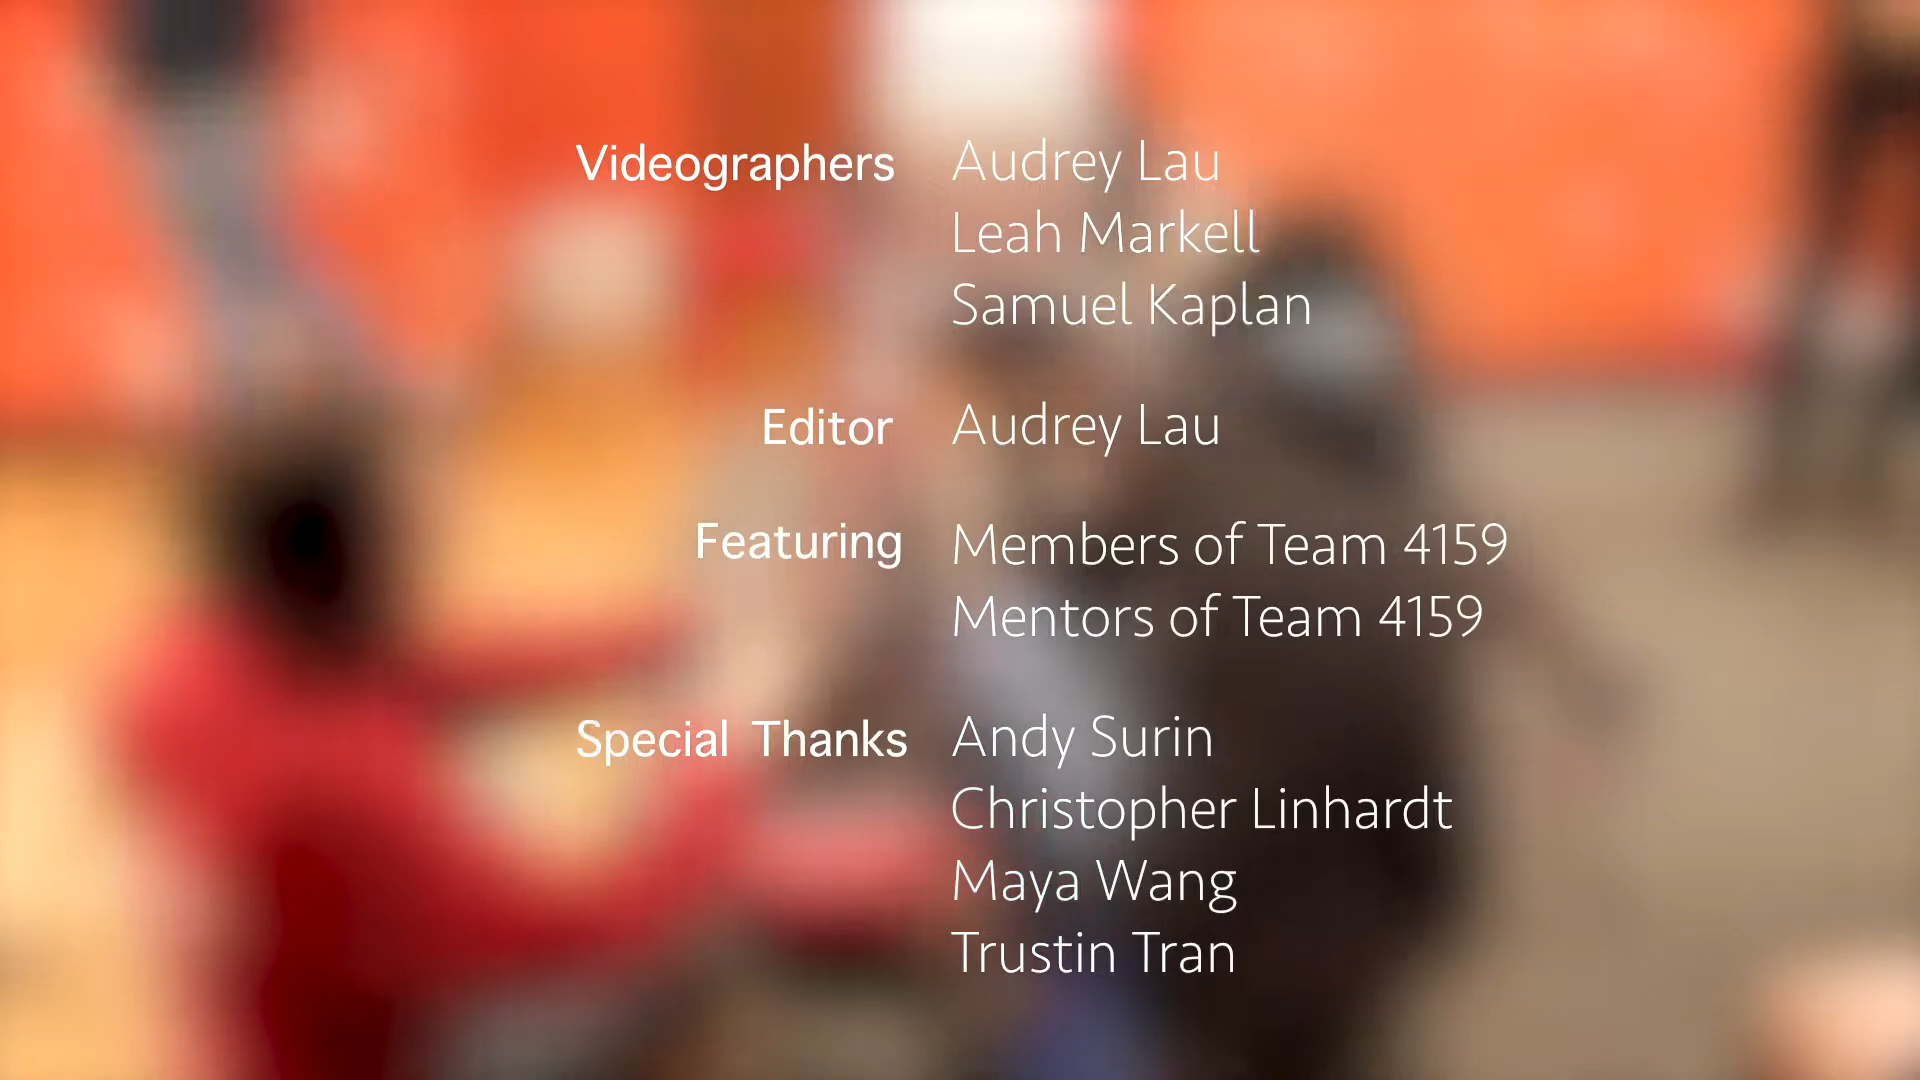 Videographers Audrey Lau
Leah Markell
Samuel Kaplan
Editor Audrey Lau
Featuring Members of Team 4159
Mentors of Team 4159
Special Thanks Andy Surin
Christopher Linhardt
Maya Wang
Trustin Tran